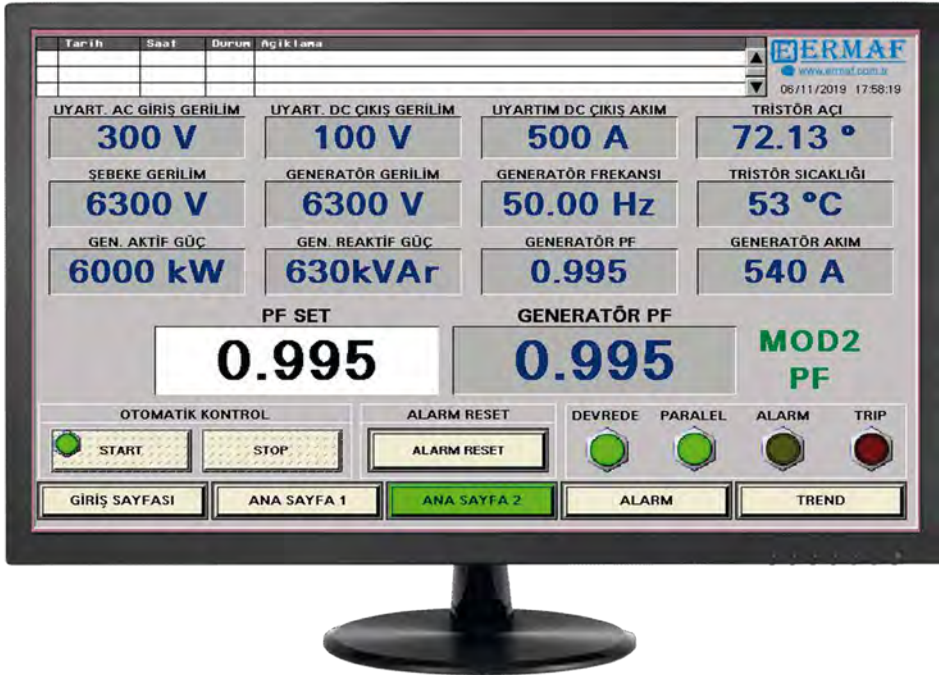 Tarih Saat Durum Açiklama
ERMAF
www.ermaf.com.tr
06/11/2019 17:58:19
UYART. AC GİRİŞ GERİLİM UYART. DC ÇIKIŞ GERİLİM UYARTIM DC ÇIKIŞ AKIM TRİSTÖR AÇI
300 V 100 V 500 A 72.13 °
ŞEBEKE GERİLİM GENERATÖR GERİLİM GENERATÖR FREKANSI TRİSTÖR SICAKLIĞI
6300 V 6300 V 50.00 Hz 53 °C
GEN. AKTİF GÜÇ GEN. REAKTİF GÜÇ GENERATÖR PF GENERATÖR AKIM
6000 kW 630kVAr 0.995 540 A
PF SET GENERATÖR PF
0.995 0.995 MOD2
PF
OTOMATİK KONTROL ALARM RESET DEVREDE PARALEL ALARM TRIP
START STOP ALARM RESET
GİRİŞ SAYFASI ANA SAYFA 1 ANA SAYFA 2 ALARM TREND